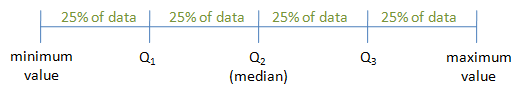 25% of data 25% of data 25% of data 25% of data
minimum value Q₁ Q₂ (median) Q₃ maximum value